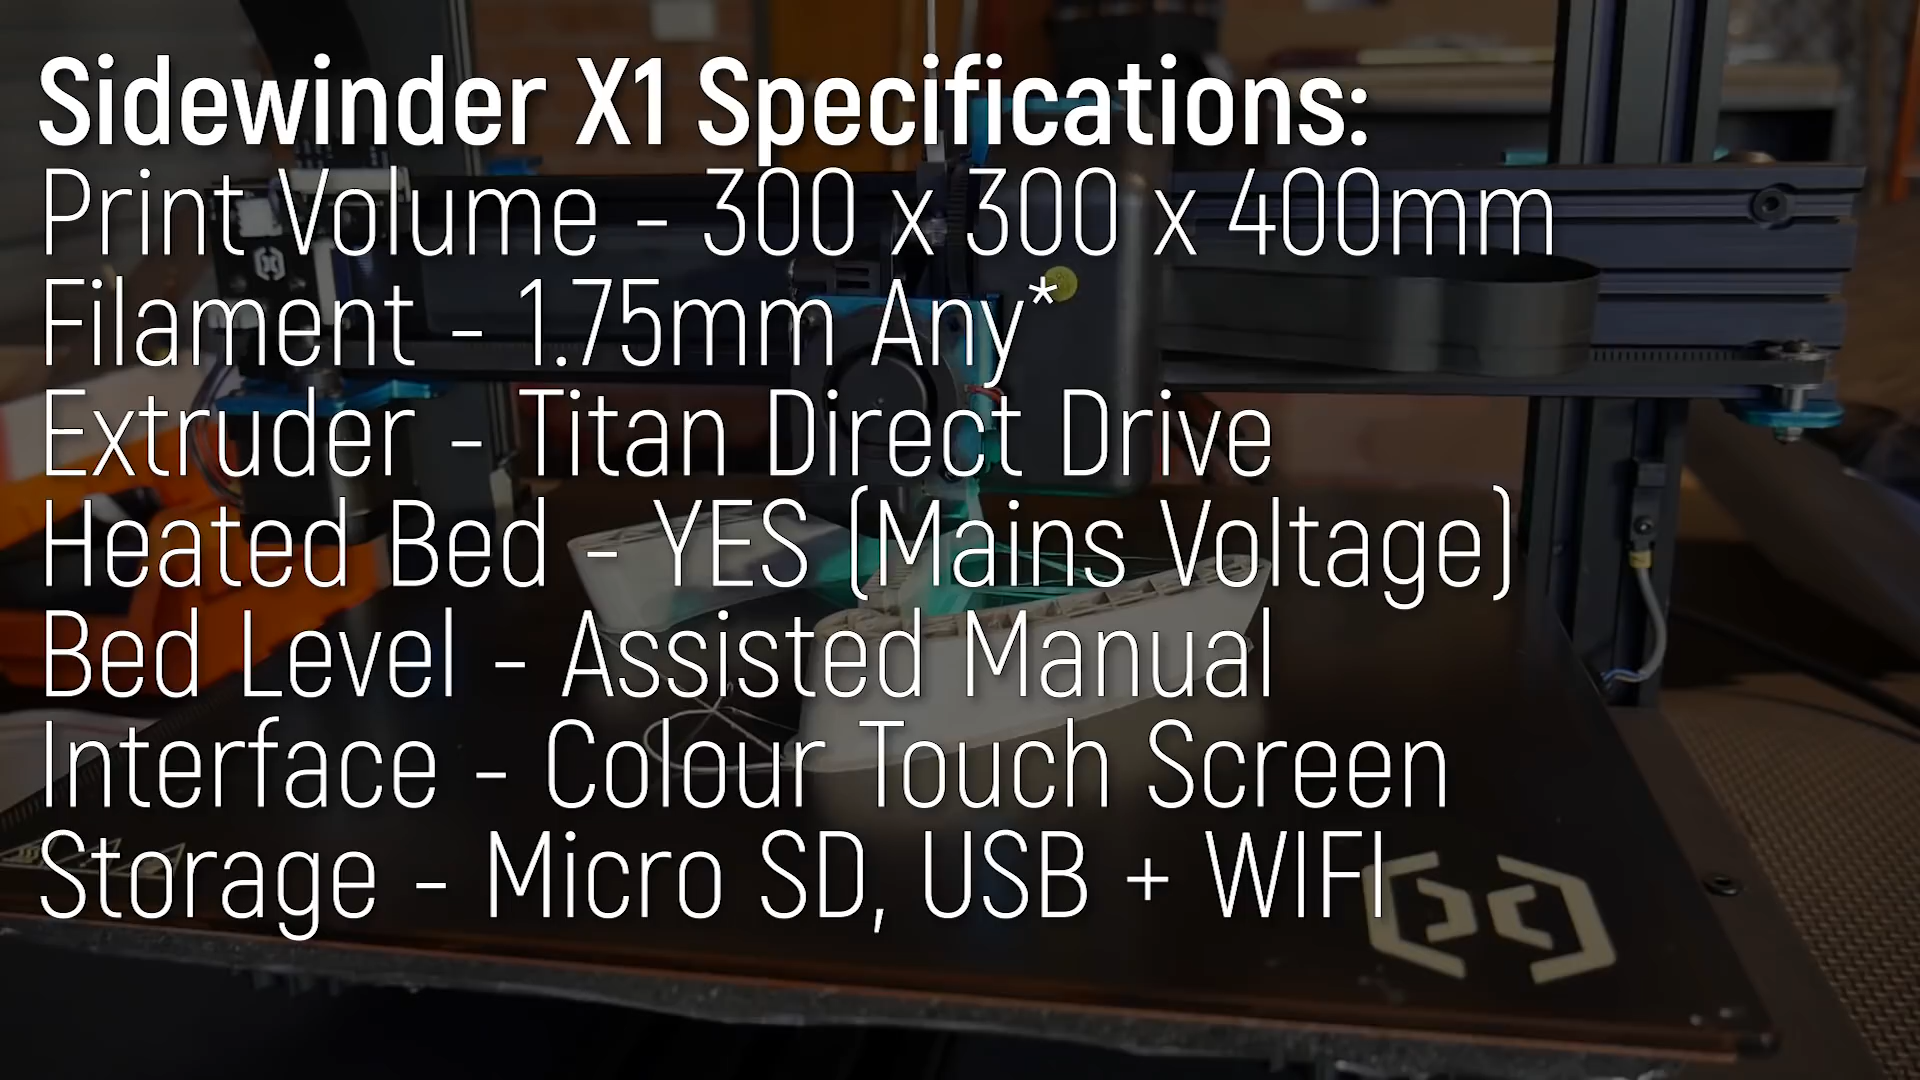 Sidewinder X1 Specifications:
Print Volume - 300 x 300 x 400mm
Filament - 1.75mm Any*
Extruder - Titan Direct Drive
Heated Bed - YES (Mains Voltage)
Bed Level - Assisted Manual
Interface - Colour Touch Screen
Storage - Micro SD, USB + WIFI